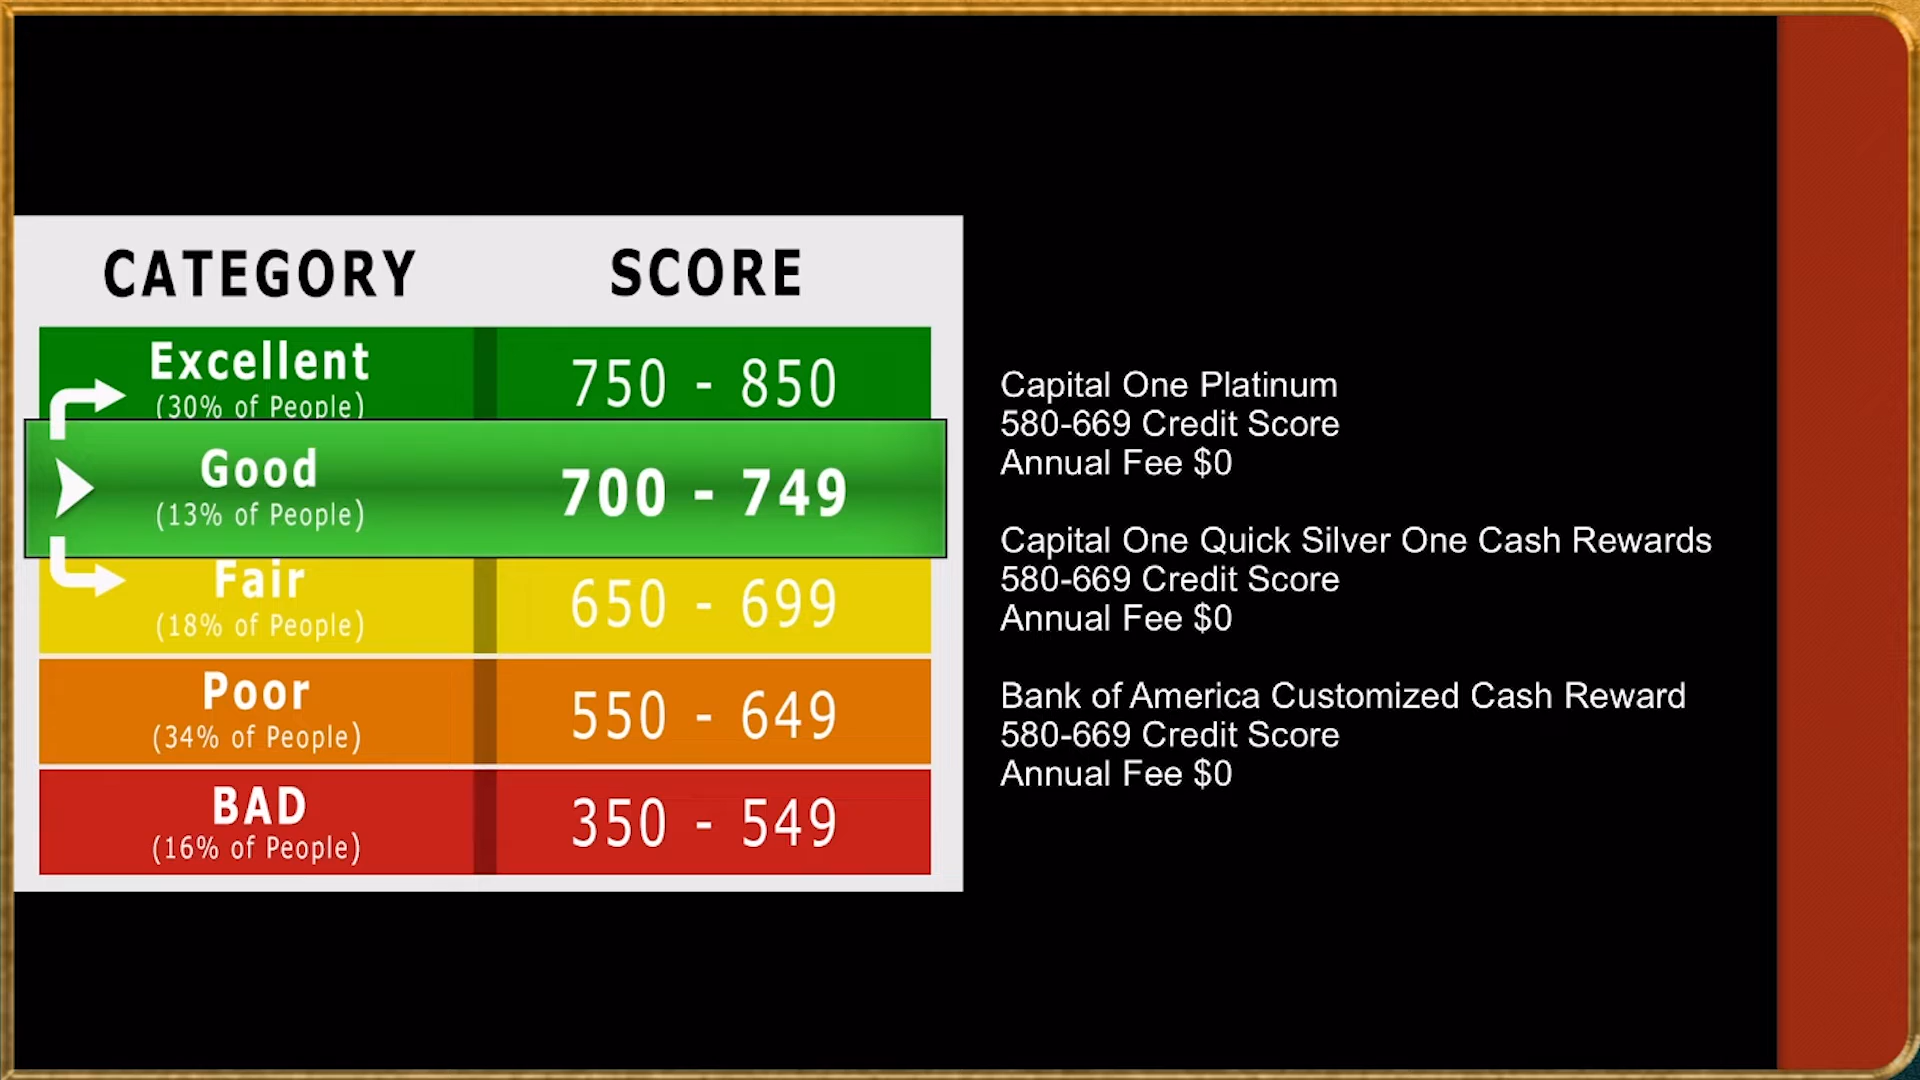 CATEGORY SCORE
Excellent
(30% of People)
750 - 850
Good
(13% of People)
700 - 749
Fair
(18% of People)
650 - 699
Poor
(34% of People)
550 - 649
BAD
(16% of People)
350 - 549
Capital One Platinum
580-669 Credit Score
Annual Fee $0
Capital One Quick Silver One Cash Rewards
580-669 Credit Score
Annual Fee $0
Bank of America Customized Cash Reward
580-669 Credit Score
Annual Fee $0